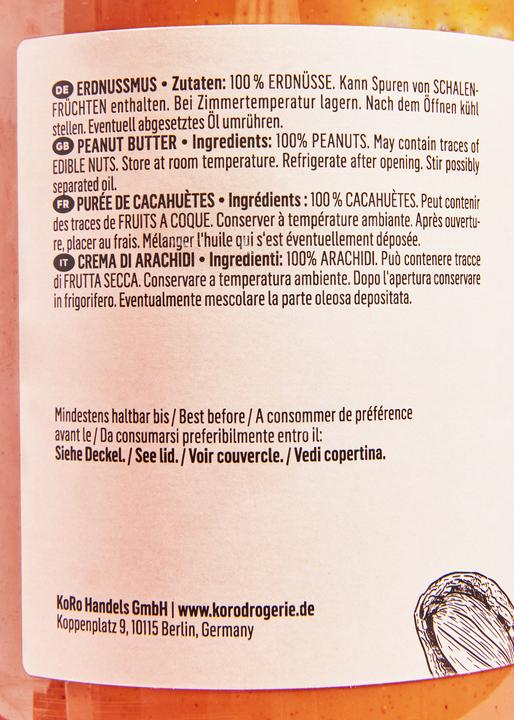 DE ERDNUSSMUS • Zutaten: 100 % ERDNÜSSE. Kann Spuren von SCHALEN-
FRÜCHTEN enthalten. Bei Zimmertemperatur lagern. Nach dem Öffnen kühl
stellen. Eventuell abgesetztes Öl umrühren.
GB PEANUT BUTTER • Ingredients: 100% PEANUTS. May contain traces of
EDIBLE NUTS. Store at room temperature. Refrigerate after opening. Stir possibly
separated oil.
FR PURÉE DE CACAHUÈTES • Ingrédients : 100 % CACAHUÈTES. Peut contenir
des traces de FRUITS A COQUE. Conserver à température ambiante. Après ouvertu-
re, placer au frais. Mélanger l'huile qui s'est éventuellement déposée.
IT CREMA DI ARACHIDI • Ingredienti: 100% ARACHIDI. Può contenere tracce
di FRUTTA SECCA. Conservare a temperatura ambiente. Dopo l'apertura conservare
in frigorifero. Eventualmente mescolare la parte oleosa depositata.
Mindestens haltbar bis / Best before / A consommer de préférence
avant le / Da consumarsi preferibilmente entro il:
Siehe Deckel. / See lid. / Voir couvercle. / Vedi copertina.
KoRo Handels GmbH | www.korodrogerie.de
Koppenplatz 9, 10115 Berlin, Germany